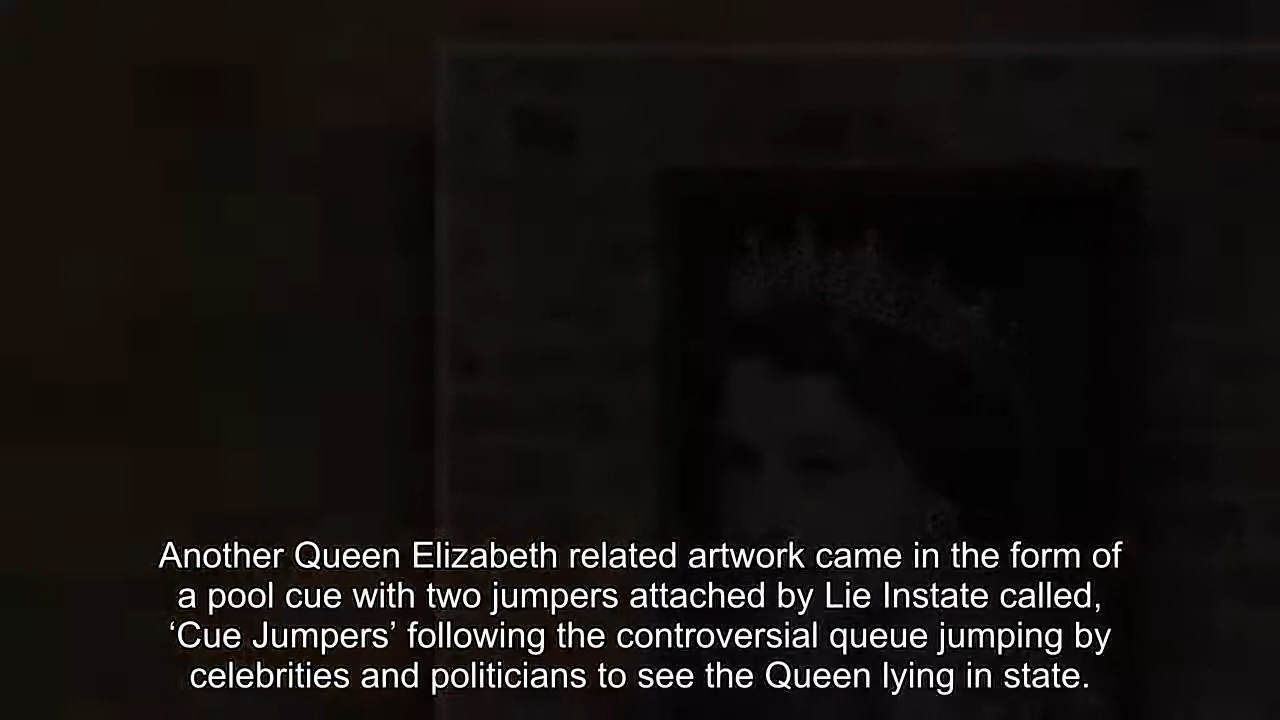 Another Queen Elizabeth related artwork came in the form of
a pool cue with two jumpers attached by Lie Instate called,
‘Cue Jumpers’ following the controversial queue jumping by
celebrities and politicians to see the Queen lying in state.